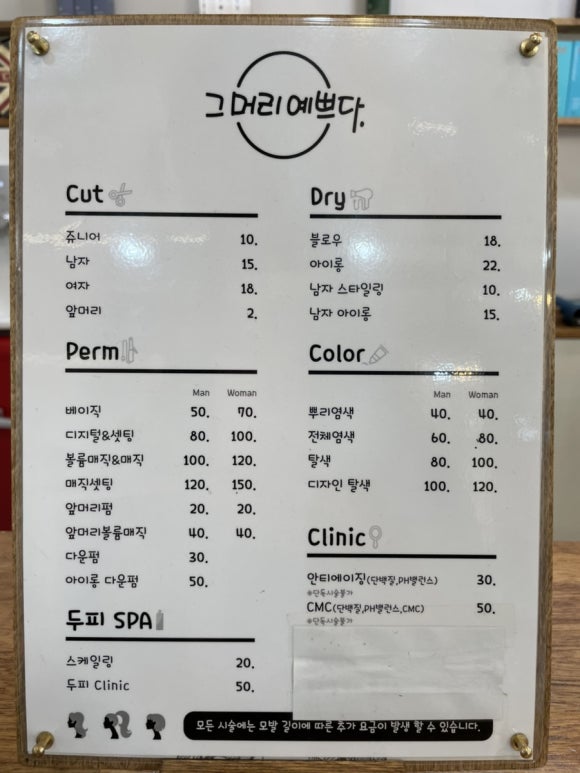 그머리예쁘다.
Cut
쥬니어 10.
남자 15.
여자 18.
앞머리 2.
Perm
Man Woman
베이직 50. 70.
디지털&셋팅 80. 100.
볼륨매직&매직 100. 120.
매직셋팅 120. 150.
앞머리펌 20. 20.
앞머리볼륨매직 40. 40.
다운펌 30.
아이롱 다운펌 50.
두피 SPA
스케일링 20.
두피 Clinic 50.
Dry
블로우 18.
아이롱 22.
남자 스타일링 10.
남자 아이롱 15.
Color
Man Woman
뿌리염색 40. 40.
전체염색 60. 80.
탈색 80. 100.
디자인 탈색 100. 120.
Clinic
안티에이징(단백질,PH밸런스) 30.
※단독시술불가
CMC(단백질,PH밸런스,CMC) 50.
※단독시술불가
모든 시술에는 모발 길이에 따른 추가 요금이 발생 할 수 있습니다.